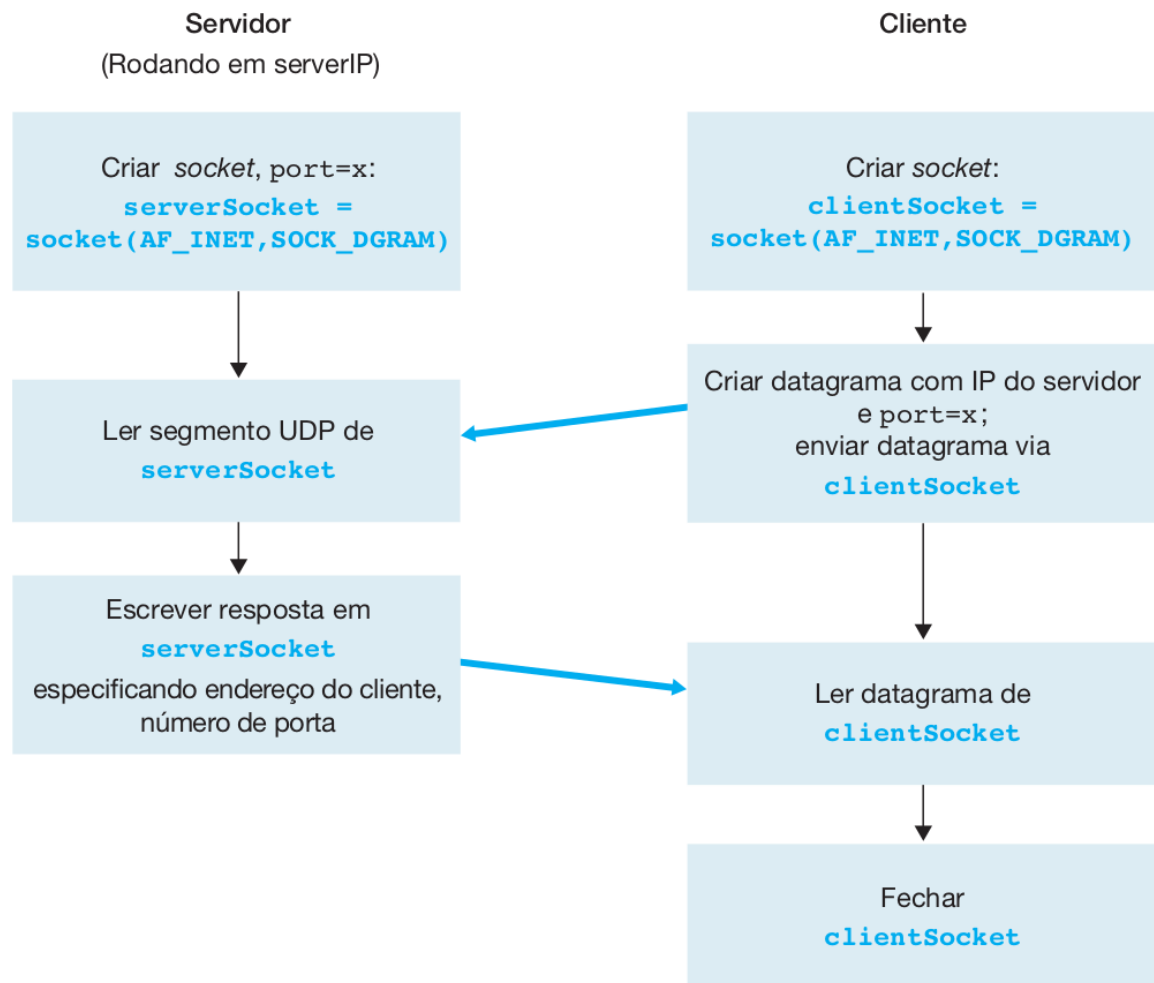 Servidor
(Rodando em serverIP)
Criar socket, port=x:
serverSocket =
socket(AF_INET,SOCK_DGRAM)
Ler segmento UDP de
serverSocket
Escrever resposta em
serverSocket
especificando endereço do cliente,
número de porta
Cliente
Criar socket:
clientSocket =
socket(AF_INET,SOCK_DGRAM)
Criar datagrama com IP do servidor
e port=x;
enviar datagrama via
clientSocket
Ler datagrama de
clientSocket
Fechar
clientSocket